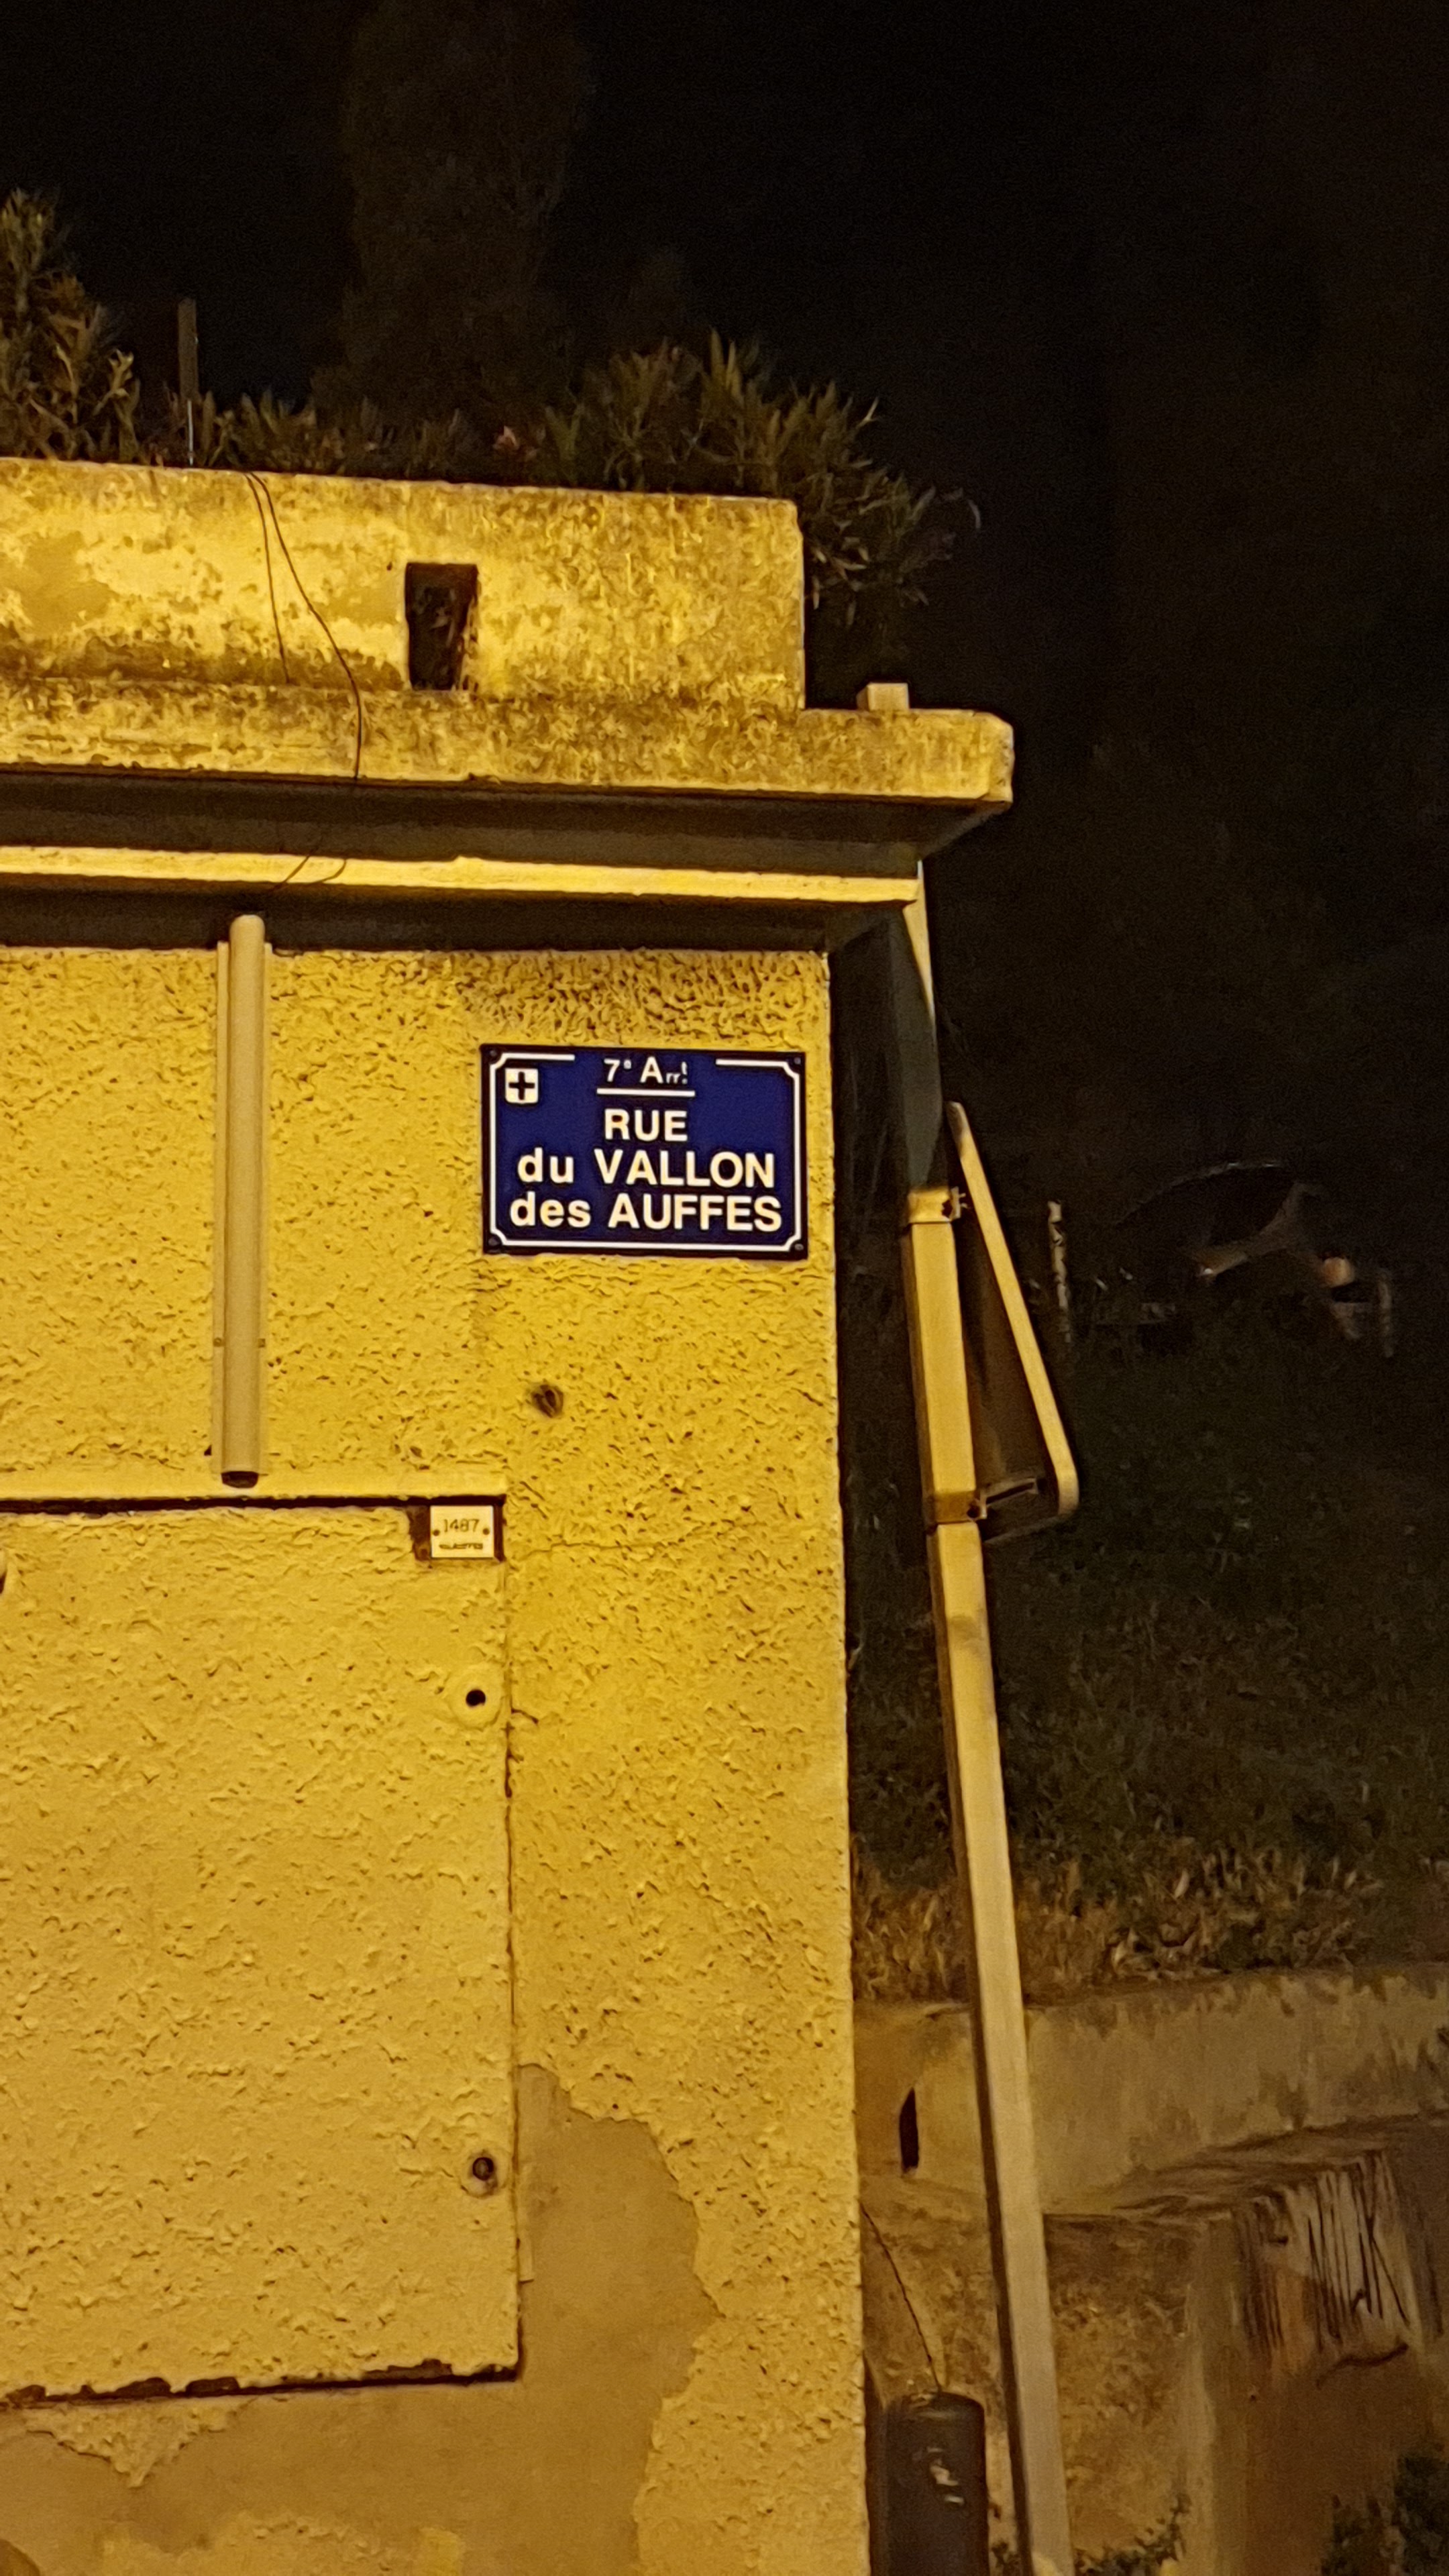 7e Arrt
RUE
du VALLON
des AUFFES
1487